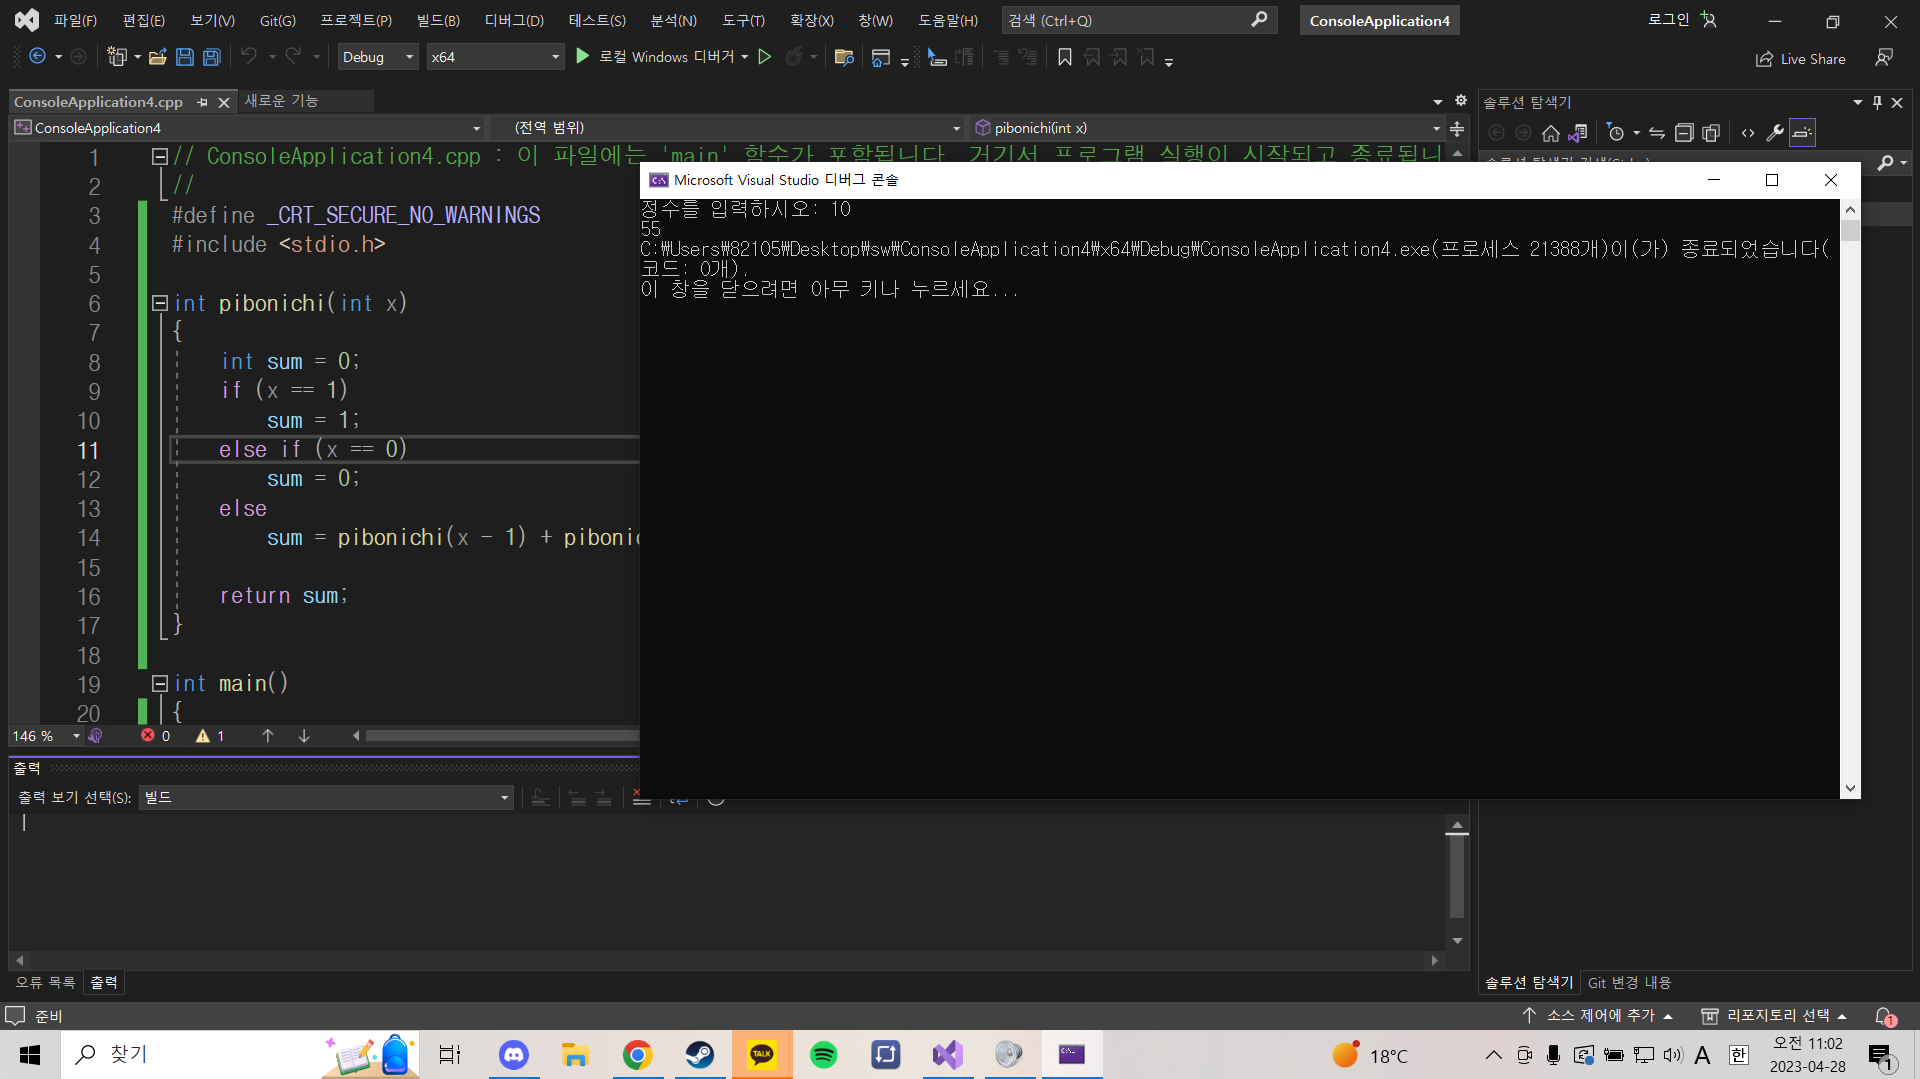 파일(F) 편집(E) 보기(V) Git(G) 프로젝트(P) 빌드(B) 디버그(D) 테스트(S) 분석(N) 도구(T) 확장(X) 창(W) 도움말(H) 검색 (Ctrl+Q) ConsoleApplication4 로그인
Debug x64 로컬 Windows 디버거 Live Share
ConsoleApplication4.cpp 새로운 기능
ConsoleApplication4 (전역 범위) pibonichi(int x)
1 // ConsoleApplication4.cpp : 이 파일에는 'main' 함수가 포함됩니다. 거기서 프로그램 실행이 시작되고 종료됩니
2 //
3 #define _CRT_SECURE_NO_WARNINGS
4 #include <stdio.h>
5
6 int pibonichi(int x)
7 {
8 int sum = 0;
9 if (x == 1)
10 sum = 1;
11 else if (x == 0)
12 sum = 0;
13 else
14 sum = pibonichi(x - 1) +
15
16 return sum;
17 }
18
19 int main()
20 {
146 % 0 1
Microsoft Visual Studio 디버그 콘솔
정수를 입력하시오: 10
55
C:\Users\82105\Desktop\sw\ConsoleApplication4\x64\Debug\ConsoleApplication4.exe(프로세스 21388개)이(가) 종료되었습니다(
코드: 0개).
이 창을 닫으려면 아무 키나 누르세요...
솔루션 탐색기
출력
출력 보기 선택(S): 빌드
오류 목록 출력
솔루션 탐색기 Git 변경 내용
준비 소스 제어에 추가 리포지토리 선택 1
찾기 TALK 18°C A 한 오전 11:02
2023-04-28 1